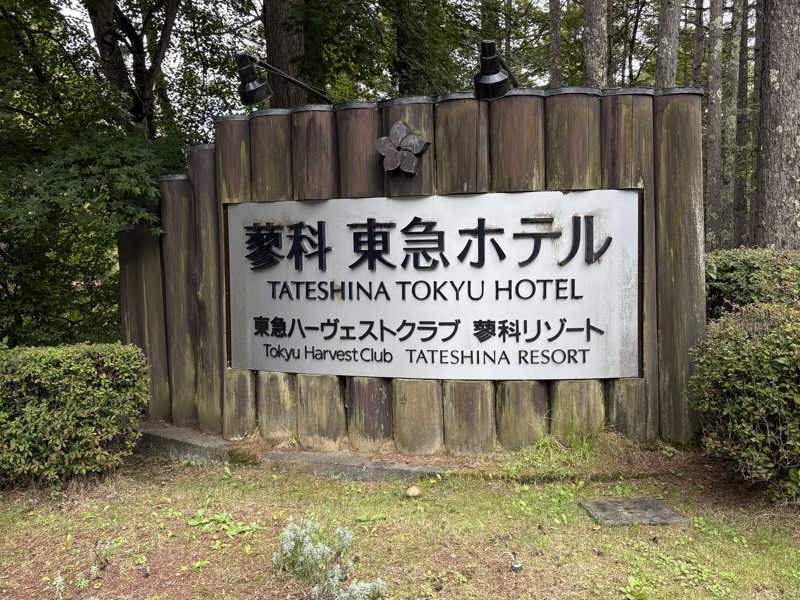 蓼科 東急ホテル
TATESHINA TOKYU HOTEL
東急ハーヴェストクラブ 蓼科リゾート
Tokyu Harvest Club TATESHINA RESORT